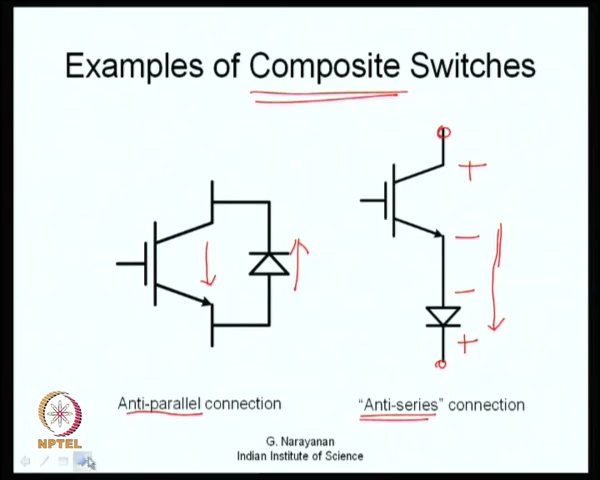 Examples of Composite Switches
+
−
−
+
Anti-parallel connection
“Anti-series” connection
NPTEL
G. Narayanan
Indian Institute of Science